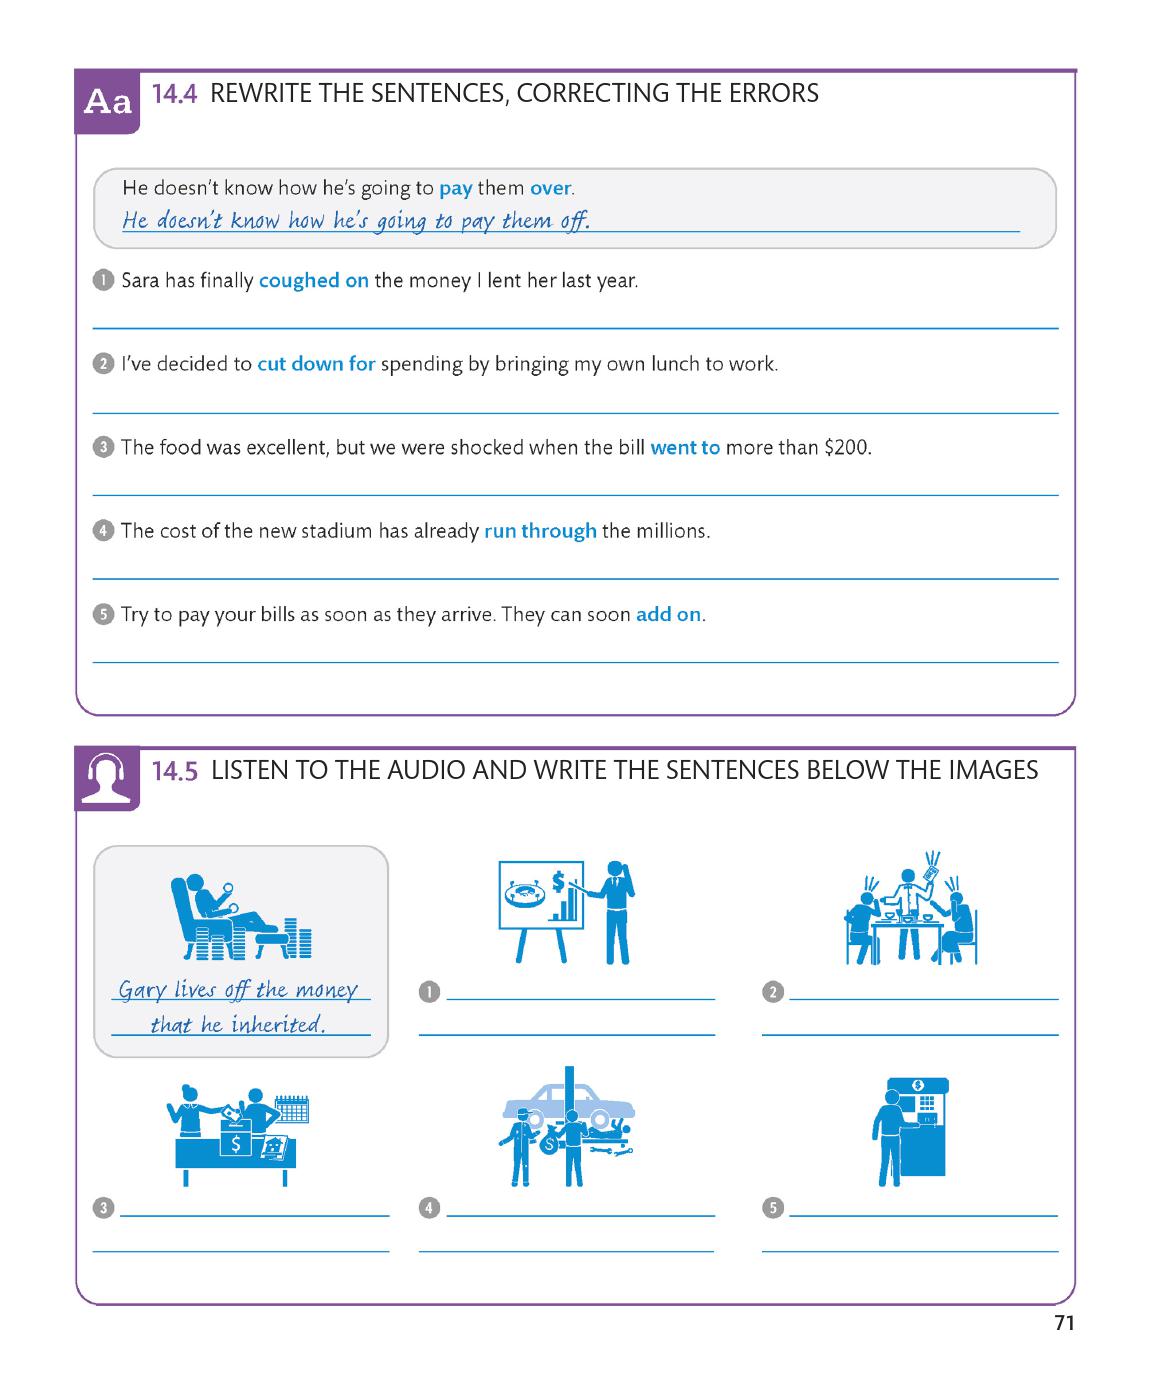 Aa 14.4 REWRITE THE SENTENCES, CORRECTING THE ERRORS
He doesn't know how he's going to pay them over.
He doesn't know how he's going to pay them off.
1 Sara has finally coughed on the money I lent her last year.
2 I've decided to cut down for spending by bringing my own lunch to work.
3 The food was excellent, but we were shocked when the bill went to more than $200.
4 The cost of the new stadium has already run through the millions.
5 Try to pay your bills as soon as they arrive. They can soon add on.
14.5 LISTEN TO THE AUDIO AND WRITE THE SENTENCES BELOW THE IMAGES
$
Gary lives off the money
that he inherited.
1
2
$
$
$
3
4
5
71